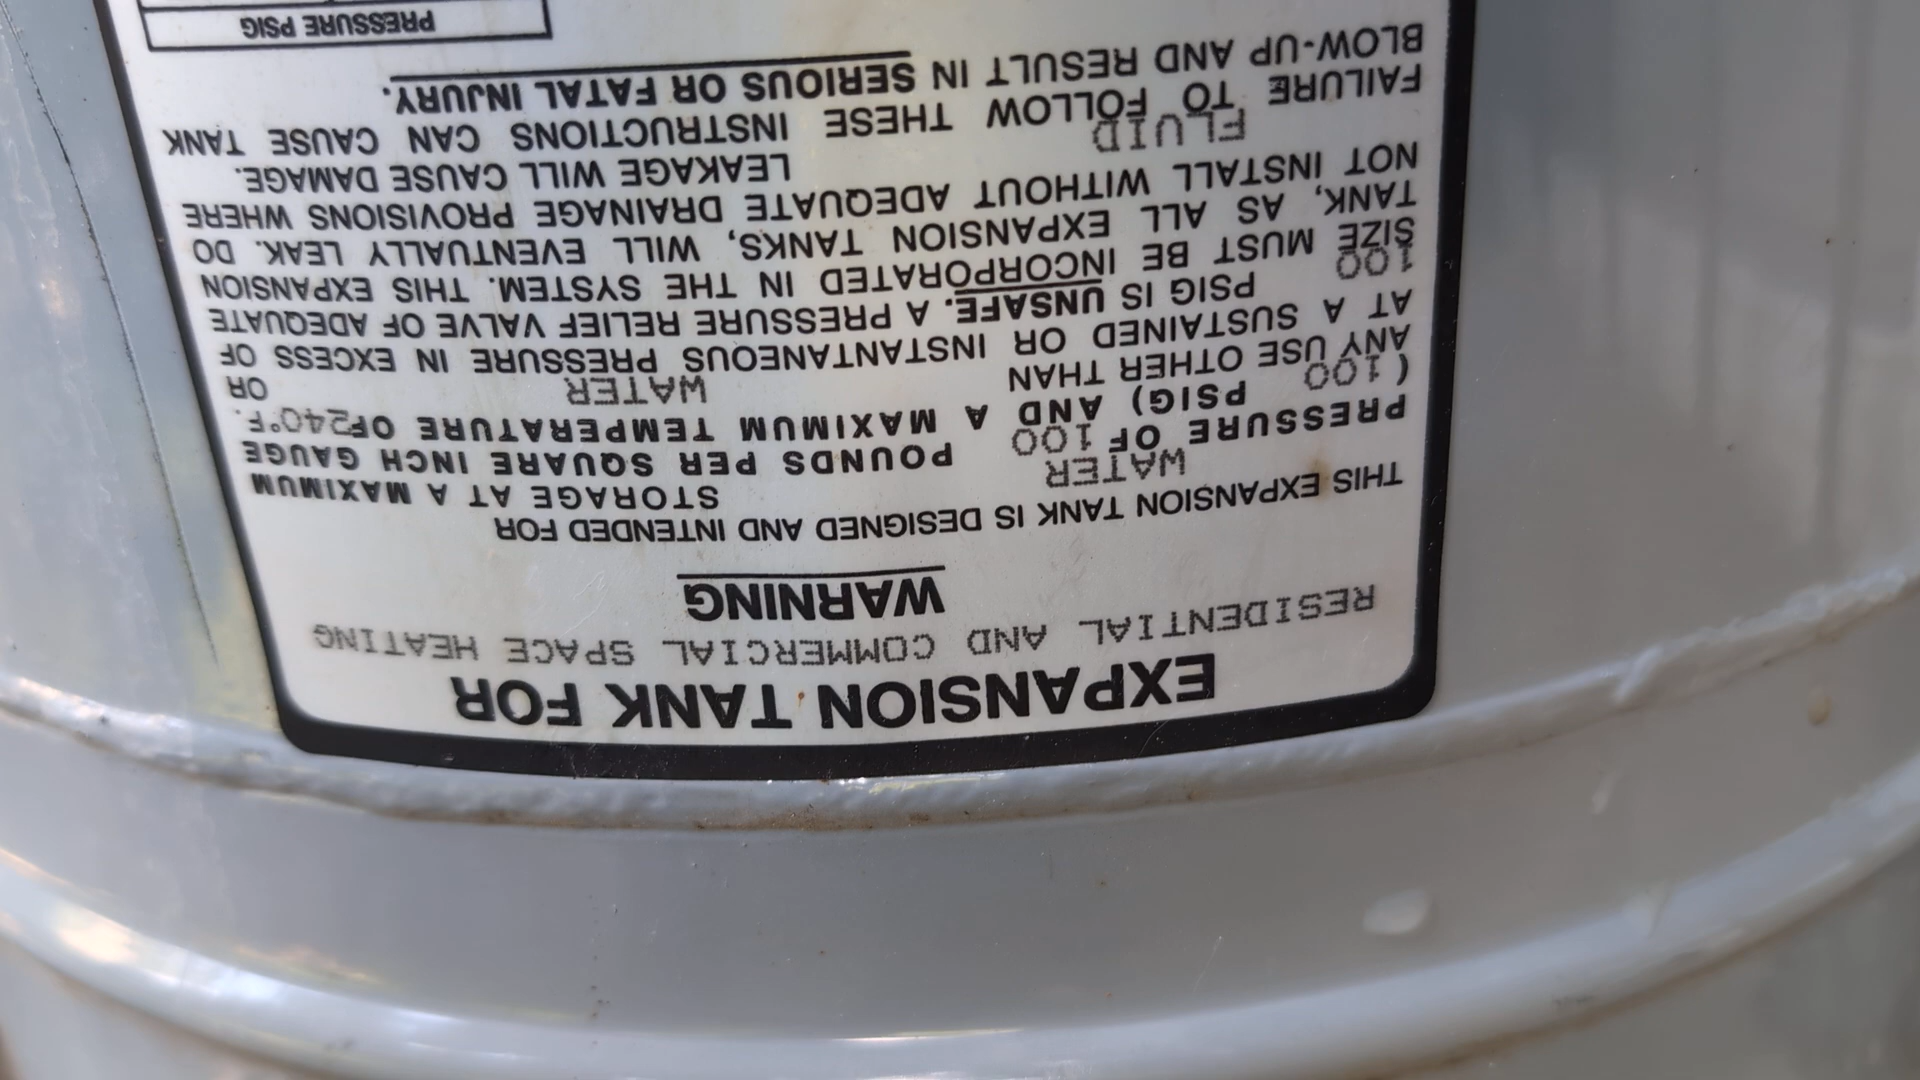 EXPANSION TANK FOR
RESIDENTIAL AND COMMERCIAL SPACE HEATING
WARNING
THIS EXPANSION TANK IS DESIGNED AND INTENDED FOR
WATER STORAGE AT A MAXIMUM
PRESSURE OF 100 POUNDS PER SQUARE INCH GAUGE
(100 PSIG) AND A MAXIMUM TEMPERATURE OF 240°F.
ANY USE OTHER THAN WATER OR
AT A SUSTAINED OR INSTANTANEOUS PRESSURE IN EXCESS OF
100 PSIG IS UNSAFE. A PRESSURE RELIEF VALVE OF ADEQUATE
SIZE MUST BE INCORPORATED IN THE SYSTEM. THIS EXPANSION
TANK, AS ALL EXPANSION TANKS, WILL EVENTUALLY LEAK. DO
NOT INSTALL WITHOUT ADEQUATE DRAINAGE PROVISIONS WHERE
FLUID LEAKAGE WILL CAUSE DAMAGE.
FAILURE TO FOLLOW THESE INSTRUCTIONS CAN CAUSE TANK
BLOW-UP AND RESULT IN SERIOUS OR FATAL INJURY.
PRESSURE PSIG